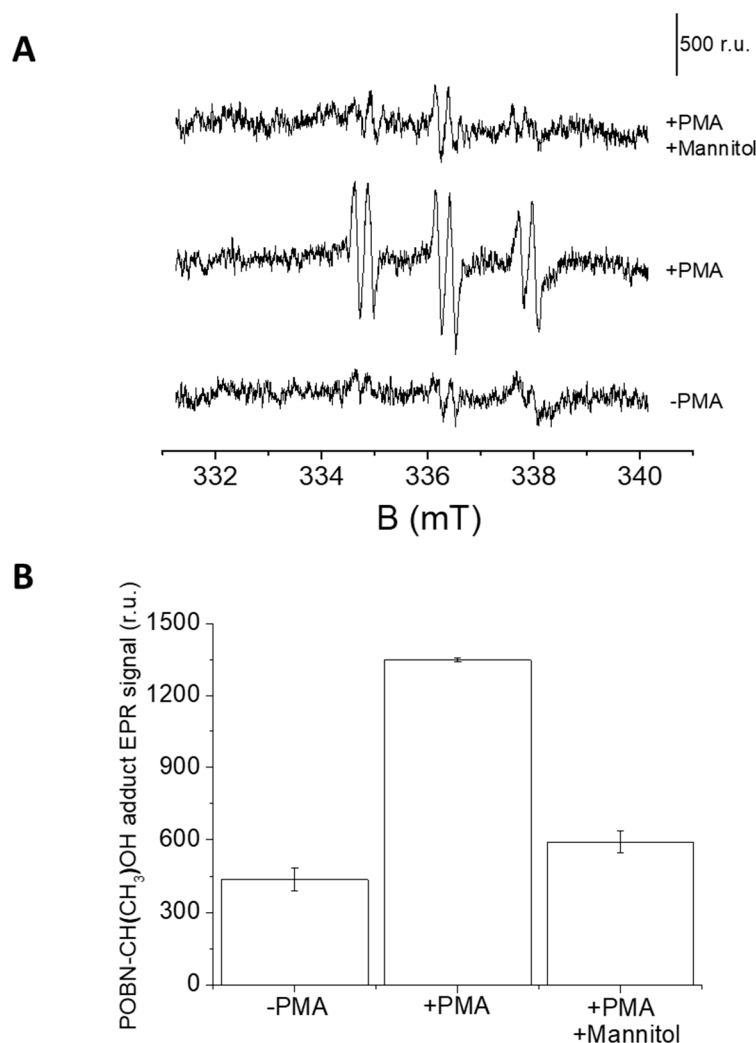 A
500 r.u.
+PMA
+Mannitol
+PMA
-PMA
332 334 336 338 340
B (mT)
B
POBN-CH(CH3)OH adduct EPR signal (r.u.)
1500
1200
900
600
300
0
-PMA +PMA +PMA
+Mannitol